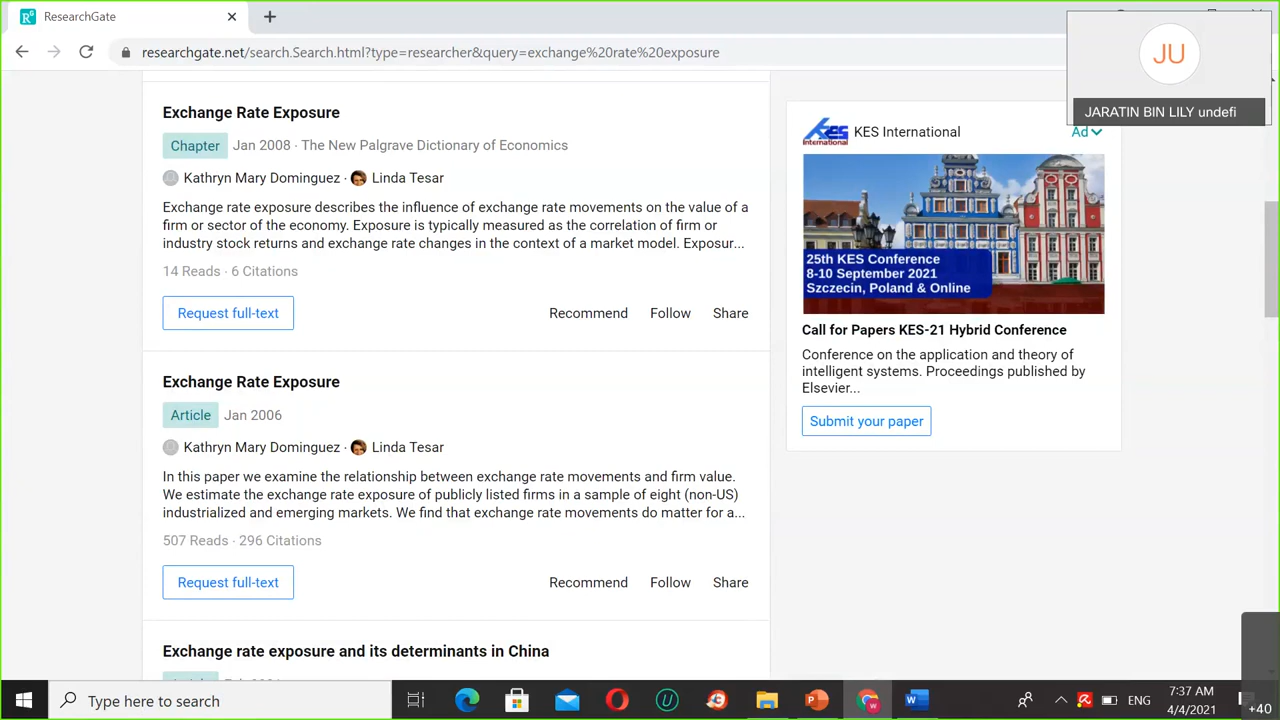 ResearchGate
researchgate.net/search.Search.html?type=researcher&query=exchange%20rate%20exposure
JU
JARATIN BIN LILY undefi
Exchange Rate Exposure
Chapter Jan 2008 · The New Palgrave Dictionary of Economics
Kathryn Mary Dominguez · Linda Tesar
Exchange rate exposure describes the influence of exchange rate movements on the value of a
firm or sector of the economy. Exposure is typically measured as the correlation of firm or
industry stock returns and exchange rate changes in the context of a market model. Exposur...
14 Reads · 6 Citations
Request full-text
Recommend Follow Share
Exchange Rate Exposure
Article Jan 2006
Kathryn Mary Dominguez · Linda Tesar
In this paper we examine the relationship between exchange rate movements and firm value.
We estimate the exchange rate exposure of publicly listed firms in a sample of eight (non-US)
industrialized and emerging markets. We find that exchange rate movements do matter for a...
507 Reads · 296 Citations
Request full-text
Recommend Follow Share
Exchange rate exposure and its determinants in China
KES International
KES International Ad
25th KES Conference
8-10 September 2021
Szczecin, Poland & Online
Call for Papers KES-21 Hybrid Conference
Conference on the application and theory of
intelligent systems. Proceedings published by
Elsevier...
Submit your paper
Type here to search
ENG
7:37 AM
4/4/2021
+40